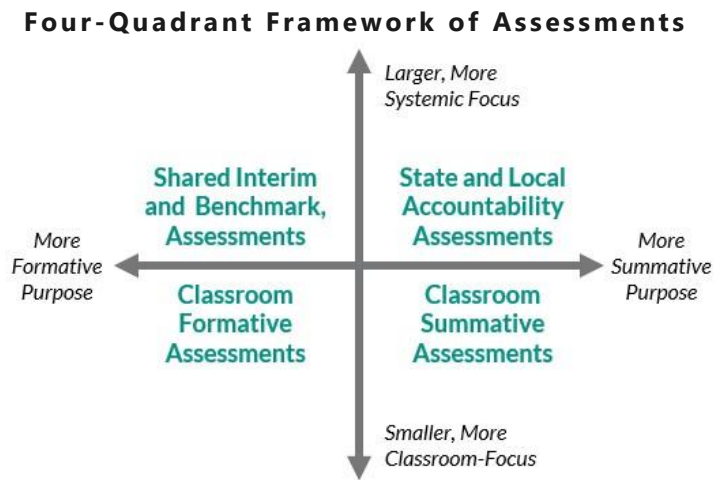 Four-Quadrant Framework of Assessments
Larger, More
Systemic Focus
Shared Interim
and Benchmark,
Assessments
State and Local
Accountability
Assessments
More
Formative
Purpose
More
Summative
Purpose
Classroom
Formative
Assessments
Classroom
Summative
Assessments
Smaller, More
Classroom-Focus